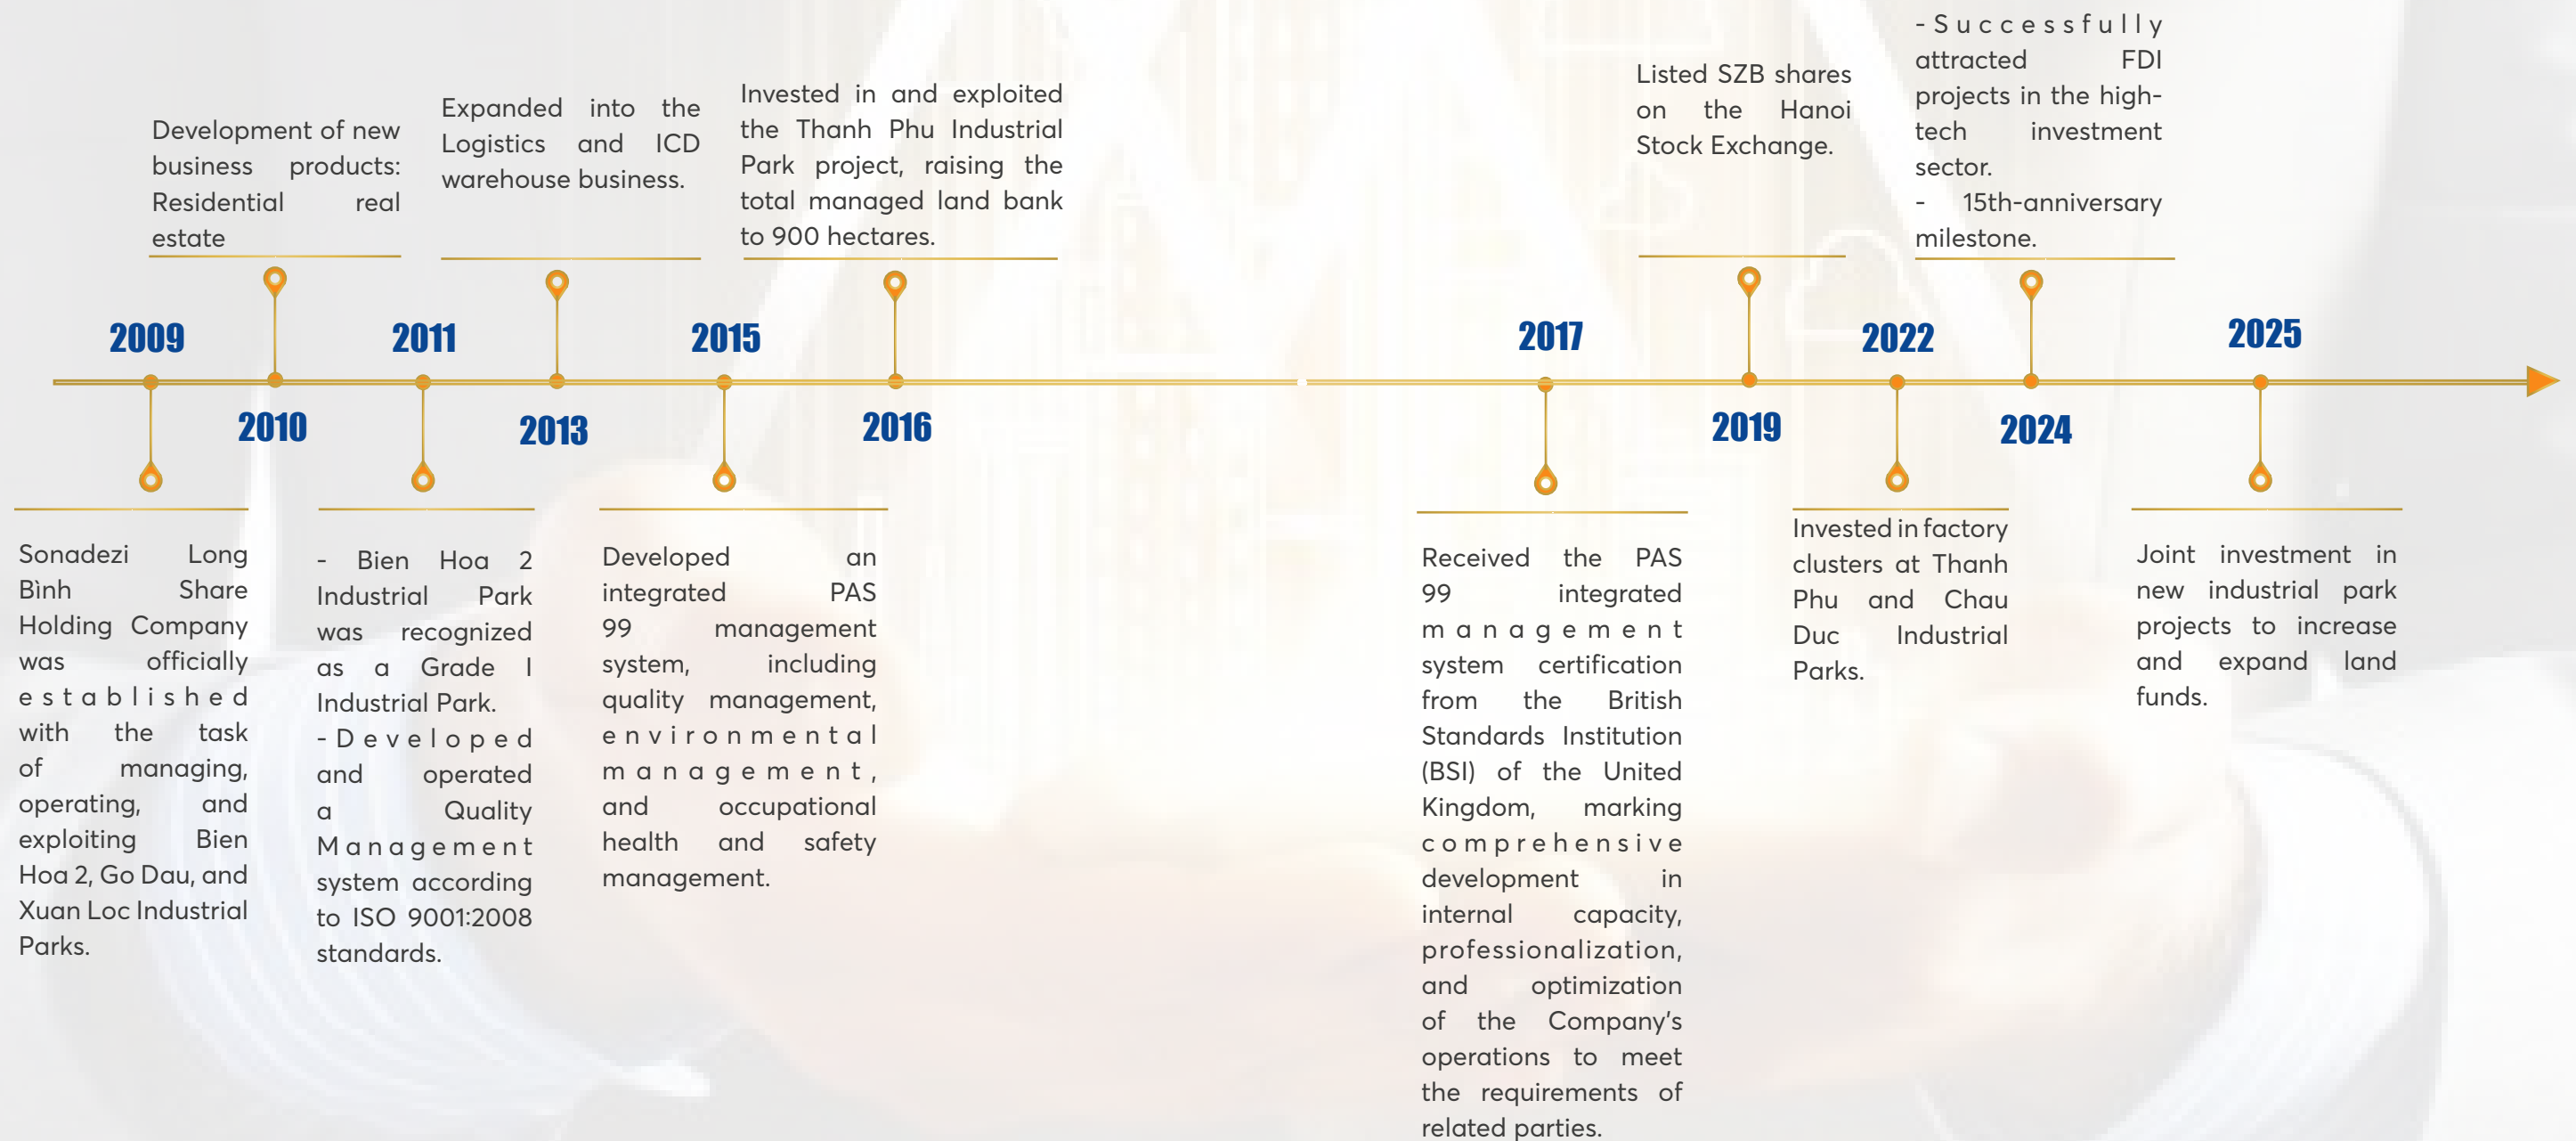 Development of new
business products:
Residential real
estate
Expanded into the
Logistics and ICD
warehouse business.
Invested in and exploited
the Thanh Phu Industrial
Park project, raising the
total managed land bank
to 900 hectares.
Listed SZB shares
on the Hanoi
Stock Exchange.
- Successfully
attracted FDI
projects in the high-
tech investment
sector.
- 15th-anniversary
milestone.
2009
2011
2015
2017
2022
2025
2010
2013
2016
2019
2024
Sonadezi Long
Bình Share
Holding Company
was officially
established
with the task
of managing,
operating, and
exploiting Bien
Hoa 2, Go Dau, and
Xuan Loc Industrial
Parks.
- Bien Hoa 2
Industrial Park
was recognized
as a Grade I
Industrial Park.
- Developed
and operated
a Quality
Management
system according
to ISO 9001:2008
standards.
Developed an
integrated PAS
99 management
system, including
quality management,
environmental
management,
and occupational
health and safety
management.
Received the PAS
99 integrated
management
system certification
from the British
Standards Institution
(BSI) of the United
Kingdom, marking
comprehensive
development in
internal capacity,
professionalization,
and optimization
of the Company's
operations to meet
the requirements of
related parties.
Invested in factory
clusters at Thanh
Phu and Chau
Duc Industrial
Parks.
Joint investment in
new industrial park
projects to increase
and expand land
funds.